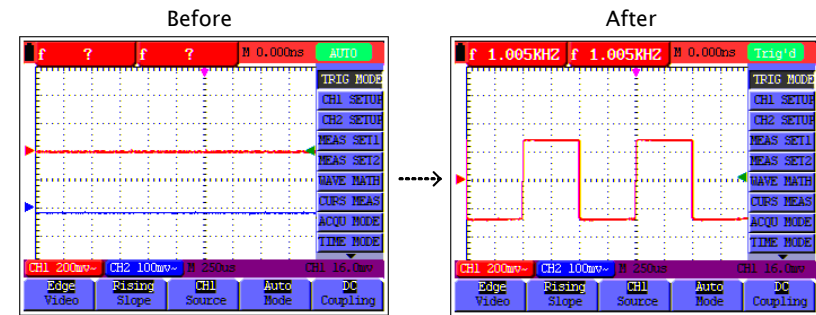 Before
f ? f ? M 0.000ns AUTO
TRIG MODE
CH1 SETUP
CH2 SETUP
MEAS SET1
MEAS SET2
WAVE MATH
CURS MEAS
ACQU MODE
TIME MODE
CH1 200mv~ CH2 100mv~ M 250us CH1 16.0mv
Edge Rising CH1 Auto DC
Video Slope Source Mode Coupling
After
f 1.005KHZ f 1.005KHZ M 0.000ns Trig'd
TRIG MODE
CH1 SETUP
CH2 SETUP
MEAS SET1
MEAS SET2
WAVE MATH
CURS MEAS
ACQU MODE
TIME MODE
CH1 200mv~ CH2 100mv~ M 250us CH1 16.0mv
Edge Rising CH1 Auto DC
Video Slope Source Mode Coupling